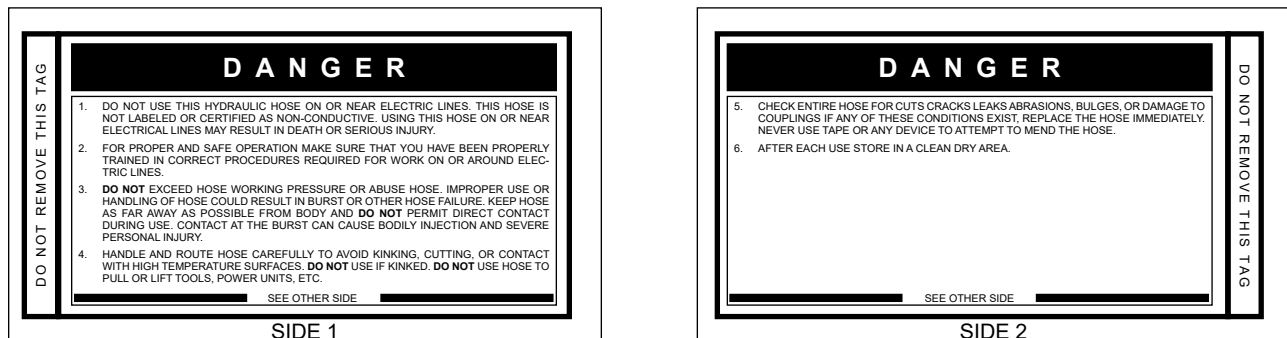 DO NOT REMOVE THIS TAG
DANGER
1. DO NOT USE THIS HYDRAULIC HOSE ON OR NEAR ELECTRIC LINES. THIS HOSE IS
NOT LABELED OR CERTIFIED AS NON-CONDUCTIVE. USING THIS HOSE ON OR NEAR
ELECTRICAL LINES MAY RESULT IN DEATH OR SERIOUS INJURY.
2. FOR PROPER AND SAFE OPERATION MAKE SURE THAT YOU HAVE BEEN PROPERLY
TRAINED IN CORRECT PROCEDURES REQUIRED FOR WORK ON OR AROUND ELEC-
TRIC LINES.
3. DO NOT EXCEED HOSE WORKING PRESSURE OR ABUSE HOSE. IMPROPER USE OR
HANDLING OF HOSE COULD RESULT IN BURST OR OTHER HOSE FAILURE. KEEP HOSE
AS FAR AWAY AS POSSIBLE FROM BODY AND DO NOT PERMIT DIRECT CONTACT
DURING USE. CONTACT AT THE BURST CAN CAUSE BODILY INJECTION AND SEVERE
PERSONAL INJURY.
4. HANDLE AND ROUTE HOSE CAREFULLY TO AVOID KINKING, CUTTING, OR CONTACT
WITH HIGH TEMPERATURE SURFACES. DO NOT USE IF KINKED. DO NOT USE HOSE TO
PULL OR LIFT TOOLS, POWER UNITS, ETC.
SEE OTHER SIDE
SIDE 1
DANGER
5. CHECK ENTIRE HOSE FOR CUTS CRACKS LEAKS ABRASIONS, BULGES, OR DAMAGE TO
COUPLINGS IF ANY OF THESE CONDITIONS EXIST, REPLACE THE HOSE IMMEDIATELY.
NEVER USE TAPE OR ANY DEVICE TO ATTEMPT TO MEND THE HOSE.
6. AFTER EACH USE STORE IN A CLEAN DRY AREA.
SEE OTHER SIDE
DO NOT REMOVE THIS TAG
SIDE 2